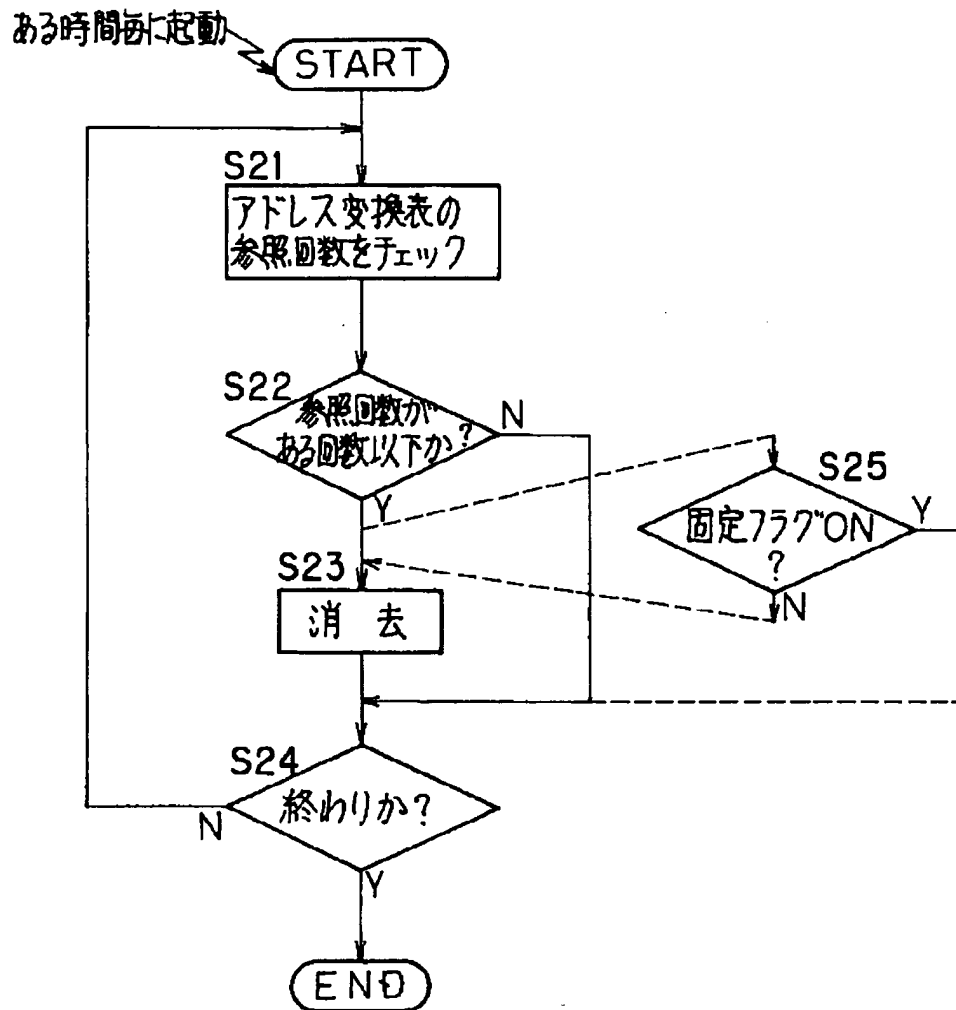 ある時間毎に起動
START
S21
アドレス変換表の
参照回数をチェック
S22
参照回数が
ある回数以下か?
N
Y
S25
固定フラグON
?
Y
N
S23
消去
S24
終わりか?
N
Y
END